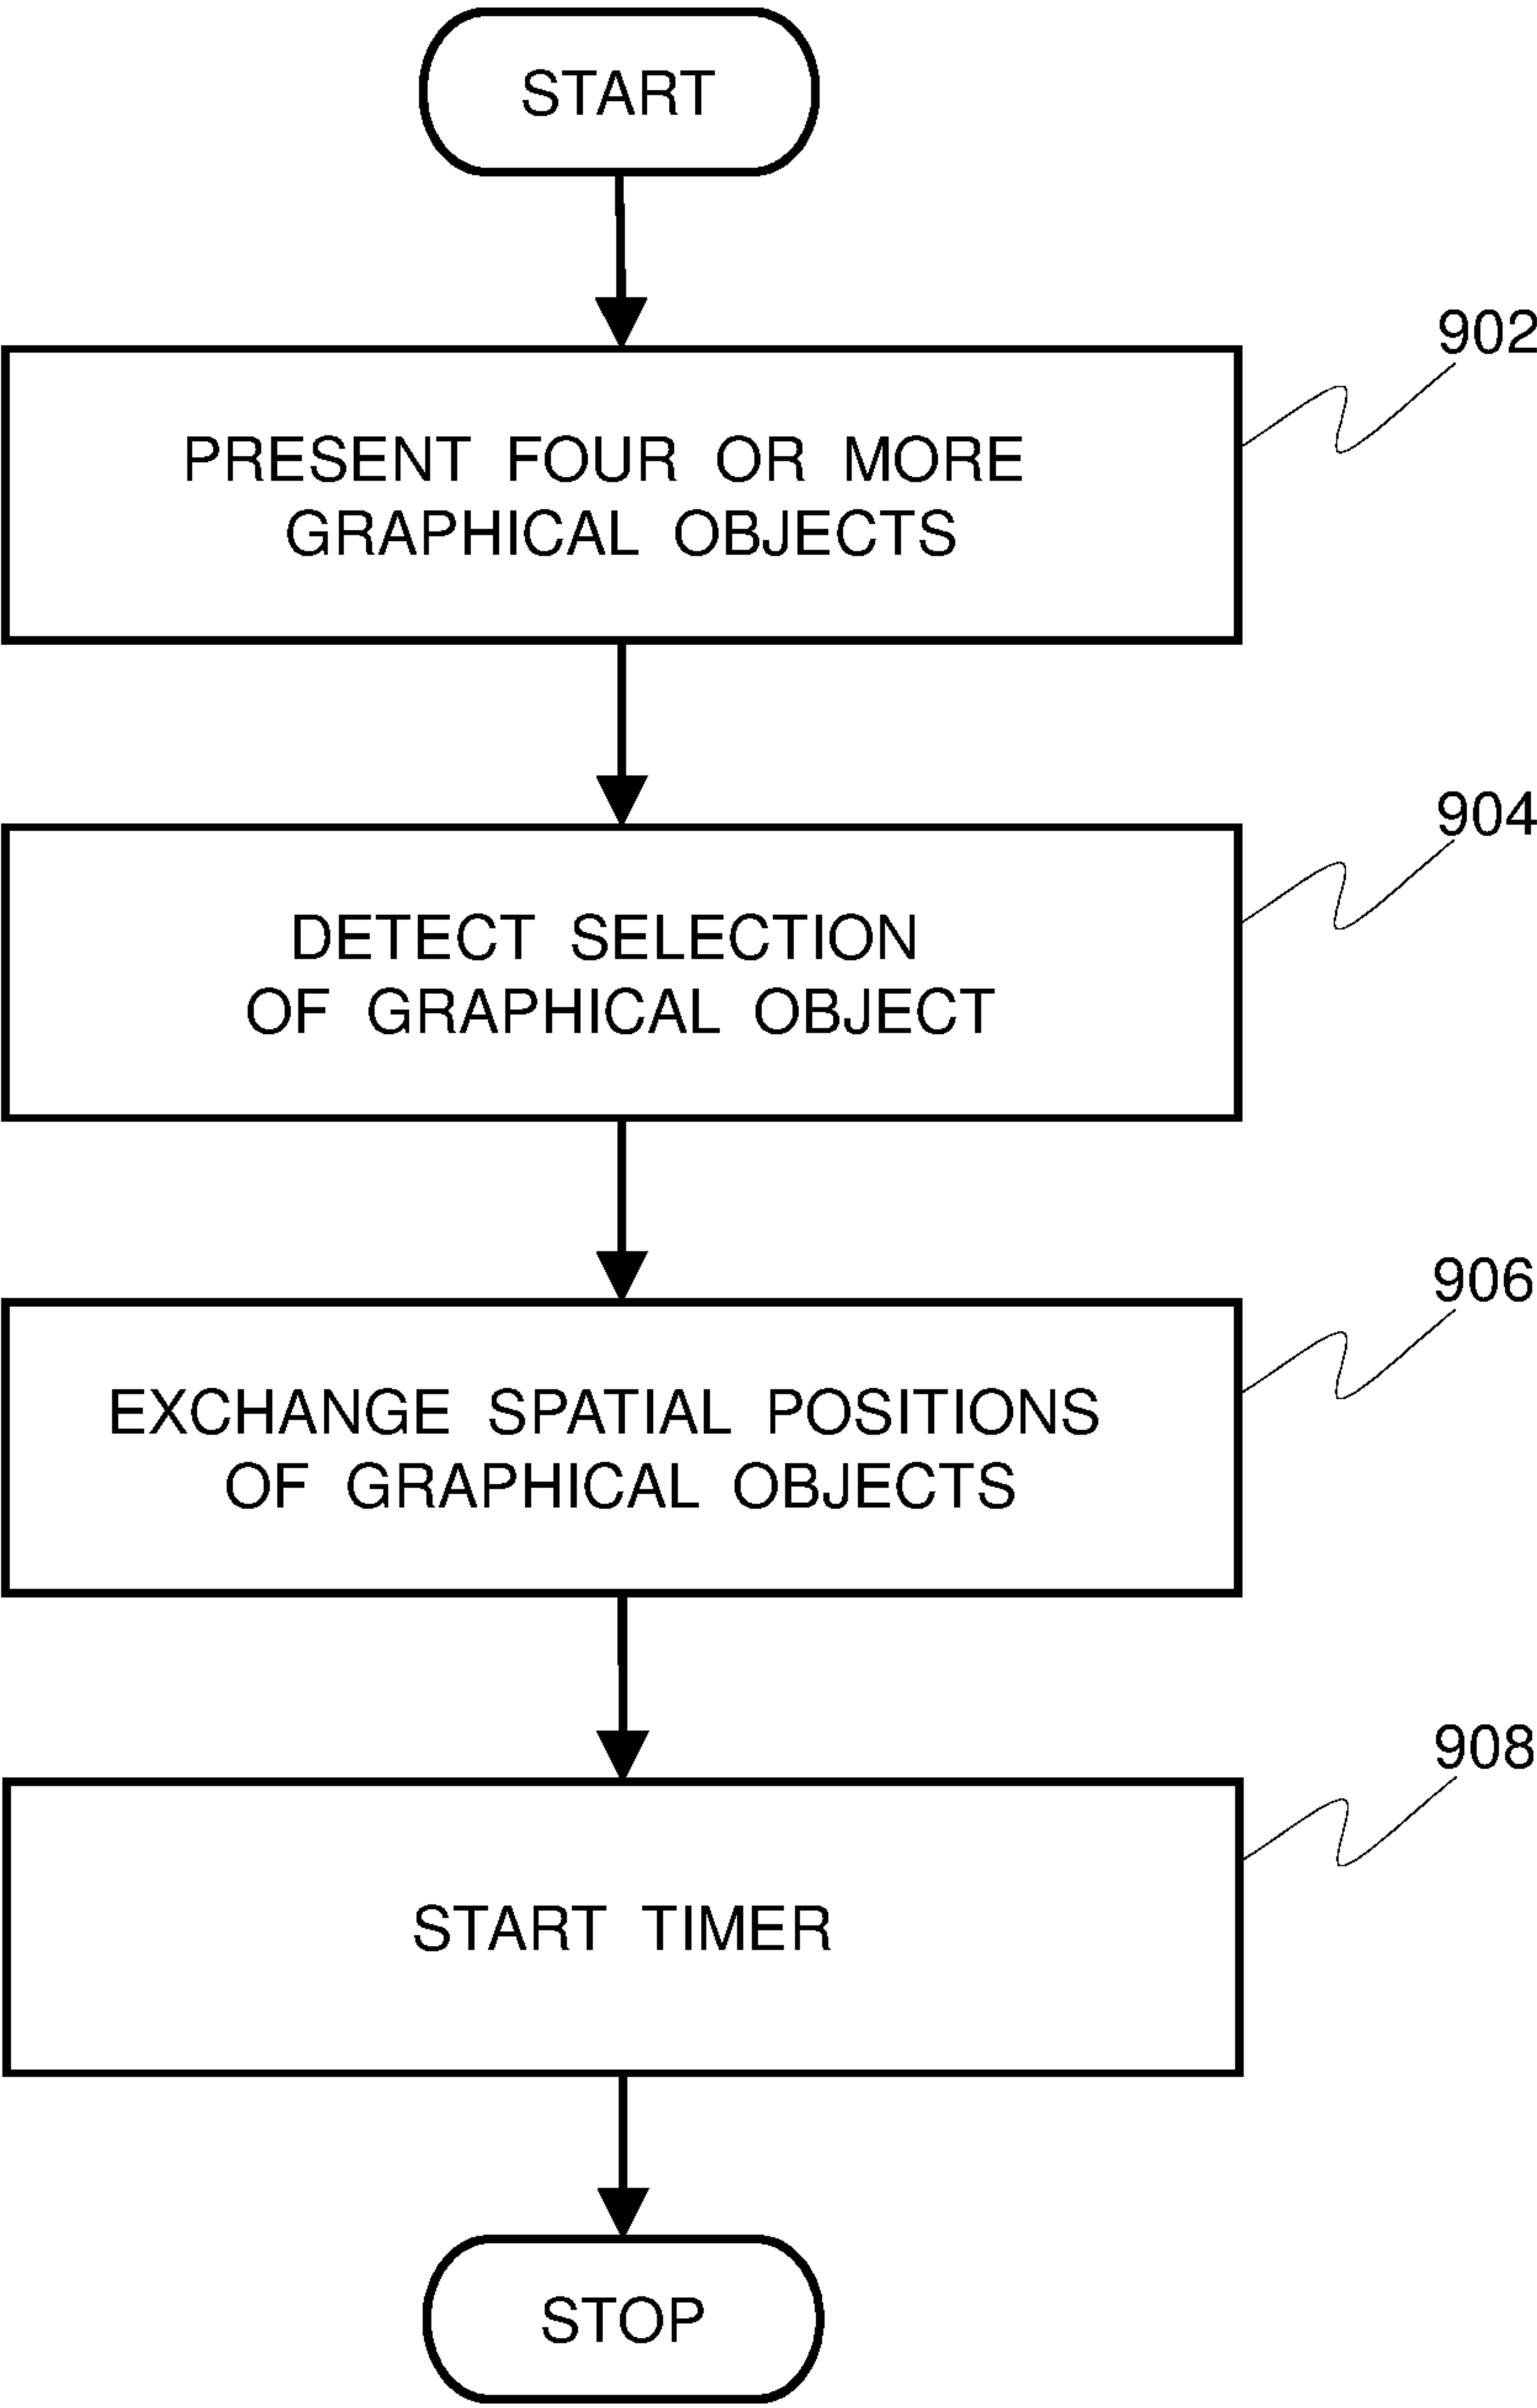 START
902
PRESENT FOUR OR MORE
GRAPHICAL OBJECTS
904
DETECT SELECTION
OF GRAPHICAL OBJECT
906
EXCHANGE SPATIAL POSITIONS
OF GRAPHICAL OBJECTS
908
START TIMER
STOP